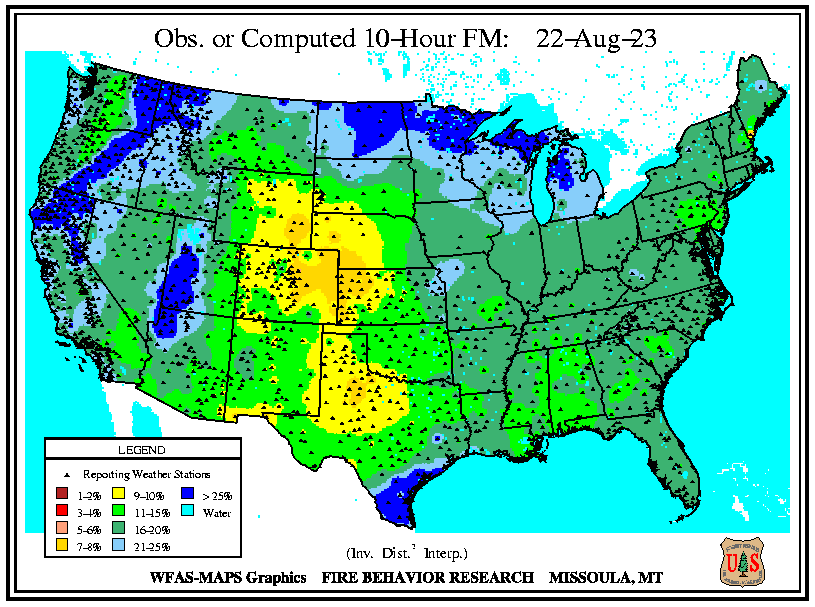 Obs. or Computed 10-Hour FM: 22-Aug-23
LEGEND
Reporting Weather Stations
1-2% 9-10% > 25%
3-4% 11-15% Water
5-6% 16-20%
7-8% 21-25%
(Inv. Dist.² Interp.)
WFAS-MAPS Graphics FIRE BEHAVIOR RESEARCH MISSOULA, MT
U S